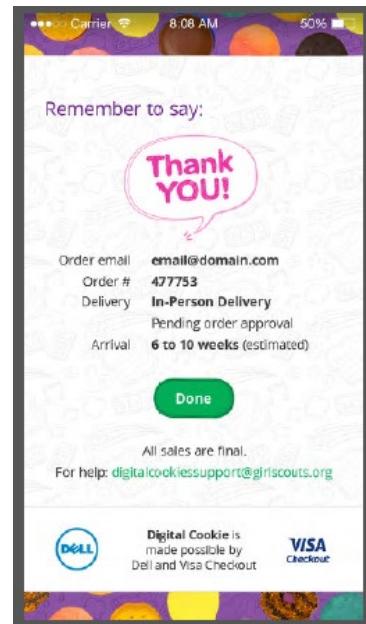 Carrier 8:08 AM 50%
Remember to say:
Thank
YOU!
Order email email@domain.com
Order # 477753
Delivery In-Person Delivery
Pending order approval
Arrival 6 to 10 weeks (estimated)
Done
All sales are final.
For help: digitalcookiessupport@girlscouts.org
DELL
Digital Cookie is
made possible by
Dell and Visa Checkout
VISA
Checkout